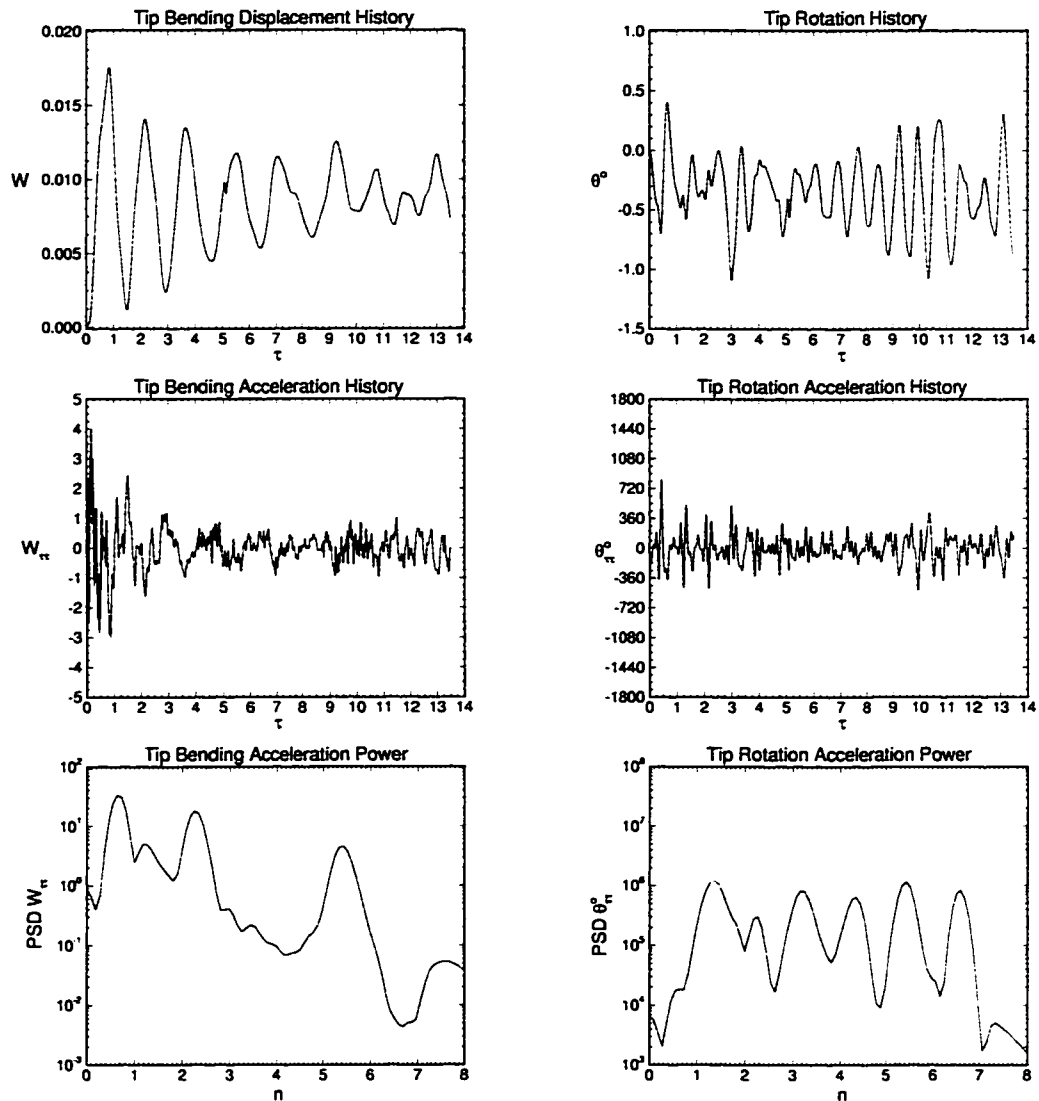 Tip Bending Displacement History
0.020
0.015
W 0.010
0.005
0.000
0 1 2 3 4 5 6 7 8 9 10 11 12 13 14
τ
Tip Rotation History
1.0
0.5
0.0
θ°
-0.5
-1.0
-1.5
0 1 2 3 4 5 6 7 8 9 10 11 12 13 14
τ
Tip Bending Acceleration History
5
4
3
2
1
Wττ 0
-1
-2
-3
-4
-5
0 1 2 3 4 5 6 7 8 9 10 11 12 13 14
τ
Tip Rotation Acceleration History
1800
1440
1080
720
360
θ°ττ 0
-360
-720
-1080
-1440
-1800
0 1 2 3 4 5 6 7 8 9 10 11 12 13 14
τ
Tip Bending Acceleration Power
10²
10¹
10⁰
PSD Wττ
10⁻¹
10⁻²
10⁻³
0 1 2 3 4 5 6 7 8
n
Tip Rotation Acceleration Power
10⁸
10⁷
10⁶
PSD θ°ττ
10⁵
10⁴
10³
0 1 2 3 4 5 6 7 8
n